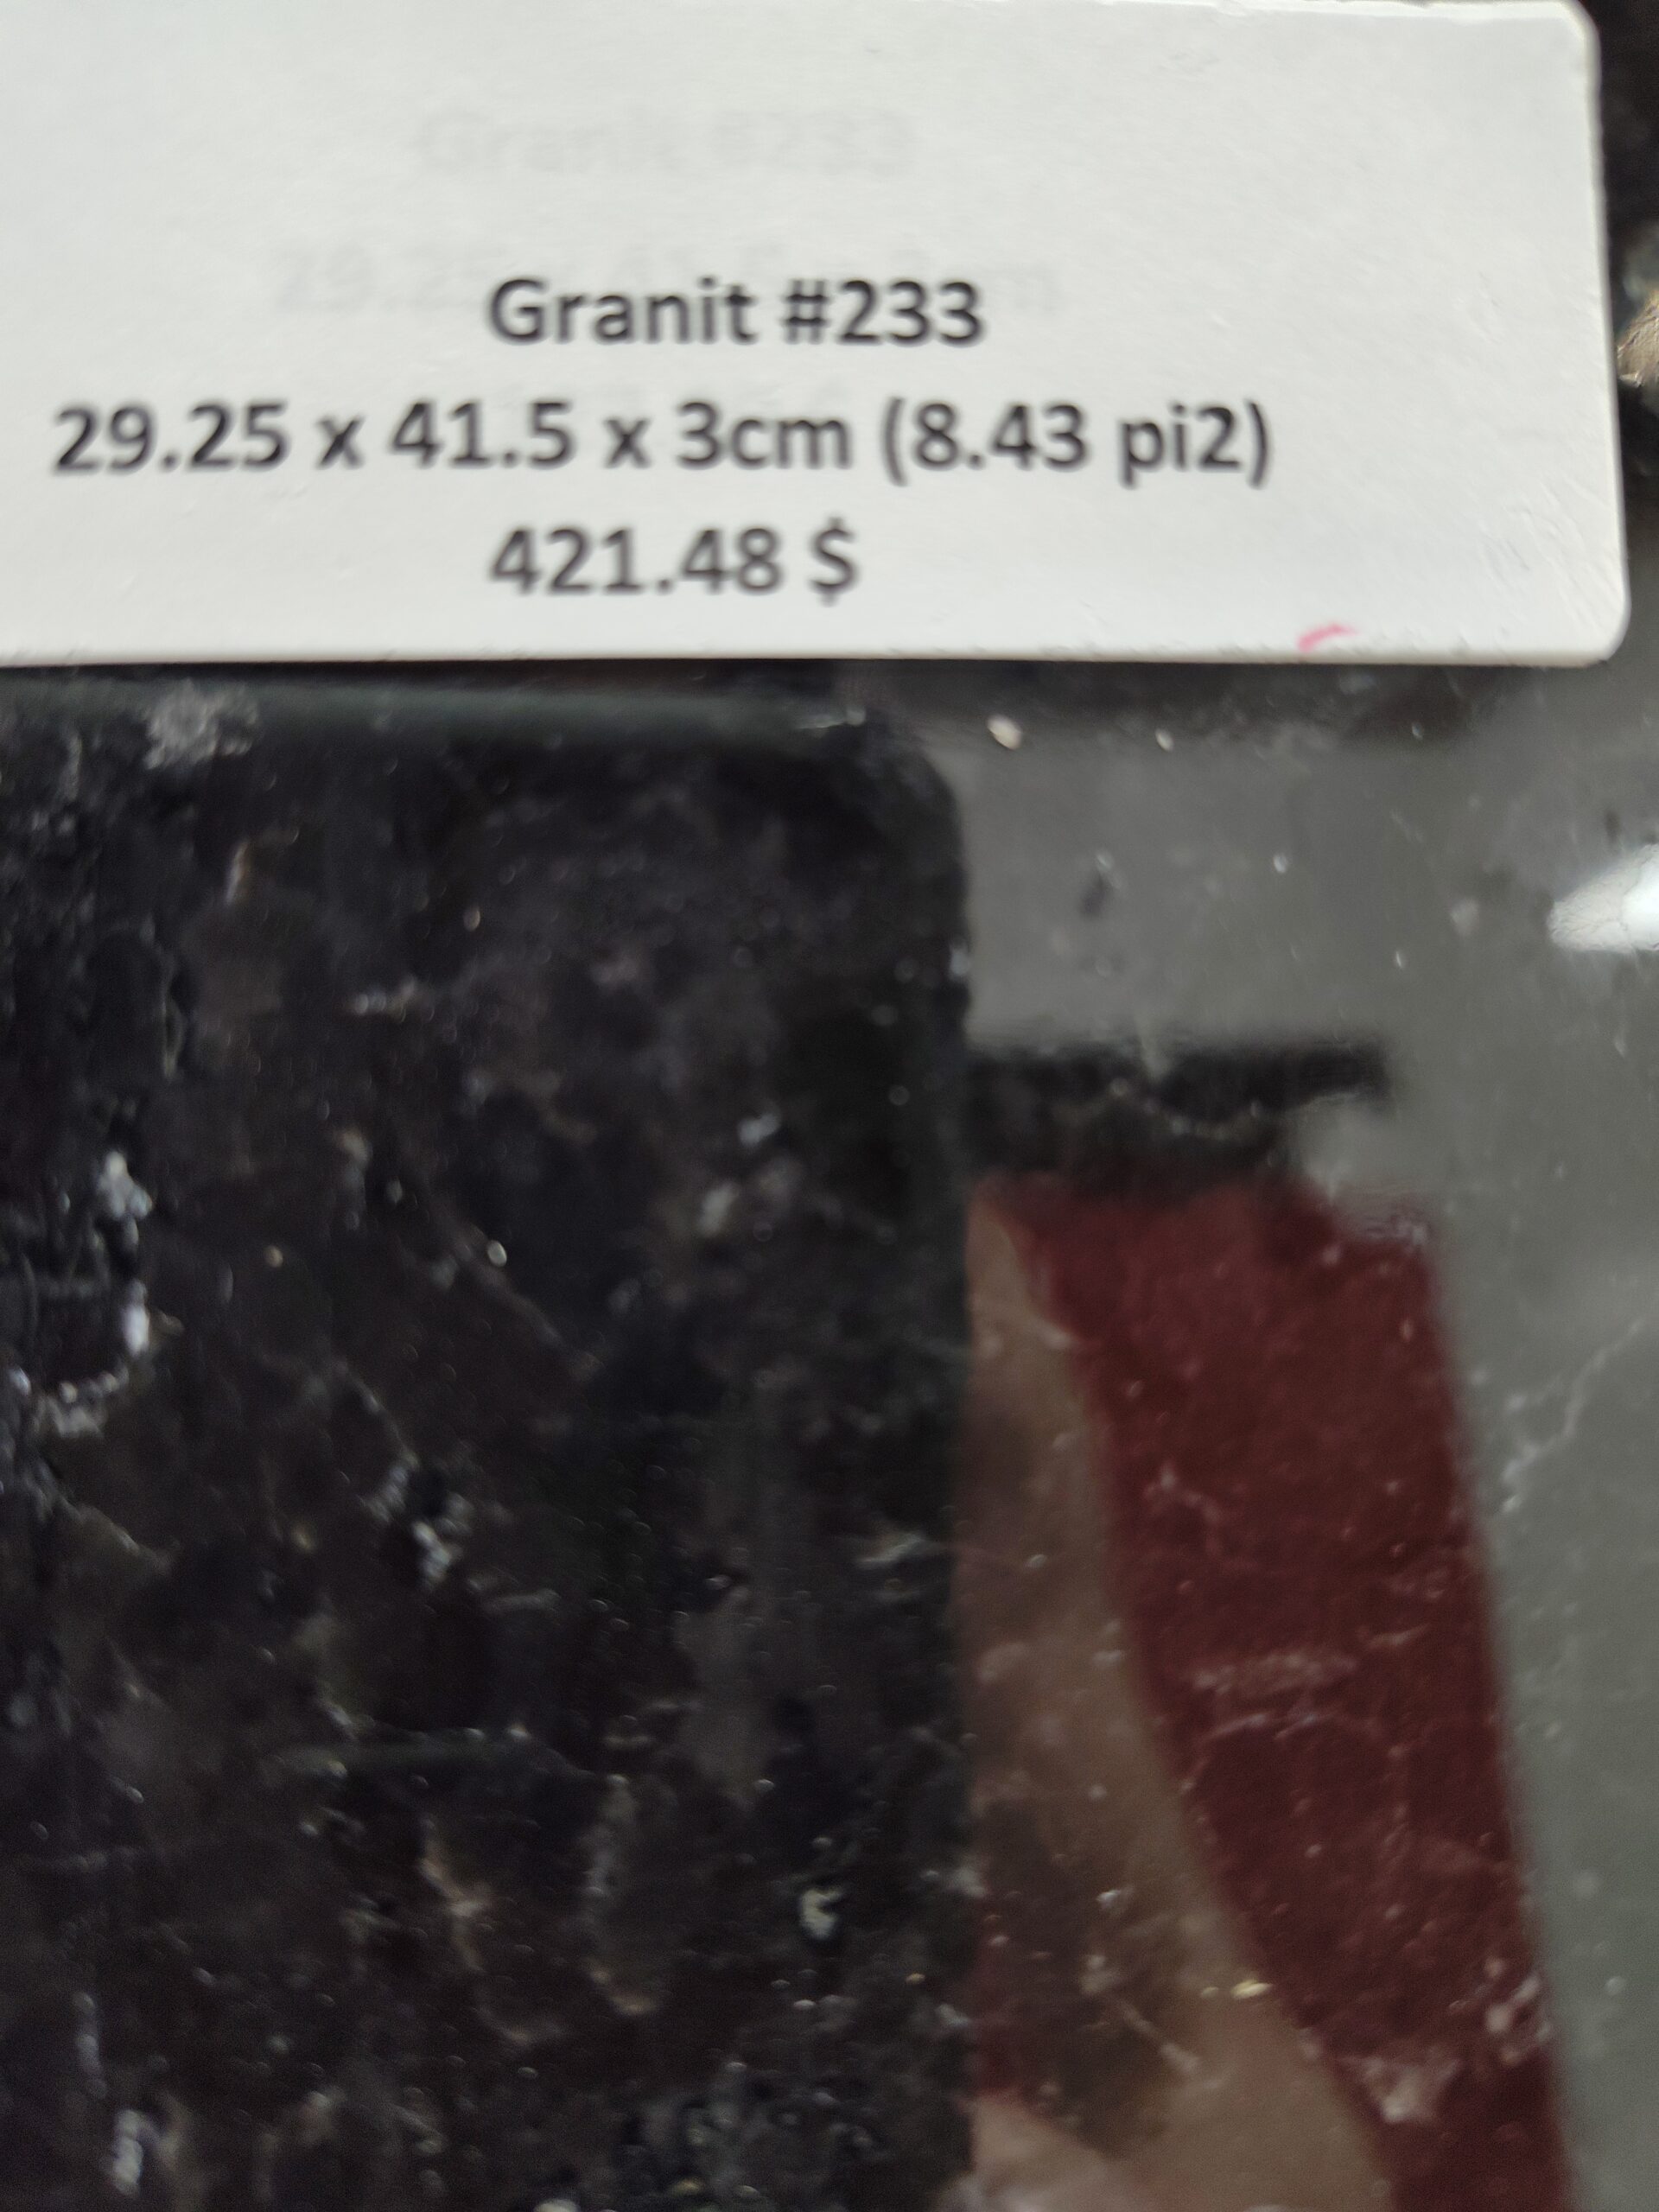 Granit #233
29.25 x 41.5 x 3cm (8.43 pi2)
421.48 $